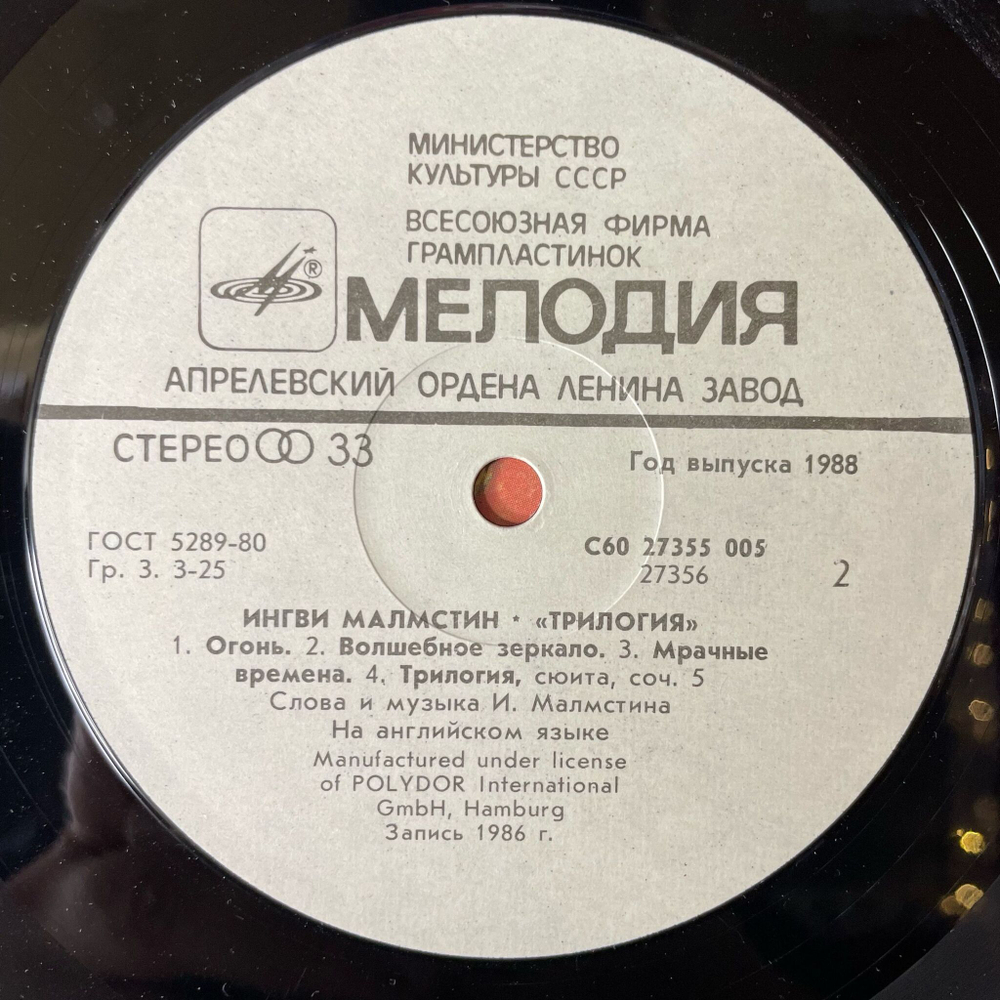 МИНИСТЕРСТВО
КУЛЬТУРЫ СССР
ВСЕСОЮЗНАЯ ФИРМА
ГРАМПЛАСТИНОК
®
МЕЛОДИЯ
АПРЕЛЕВСКИЙ ОРДЕНА ЛЕНИНА ЗАВОД
СТЕРЕО 33
Год выпуска 1988
ГОСТ 5289-80
Гр. 3. 3-25
С60 27355 005
27356
2
ИНГВИ МАЛМСТИН · «ТРИЛОГИЯ»
1. Огонь. 2. Волшебное зеркало. 3. Мрачные
времена. 4. Трилогия, сюита, соч. 5
Слова и музыка И. Малмстина
На английском языке
Manufactured under license
of POLYDOR International
GmbH, Hamburg
Запись 1986 г.